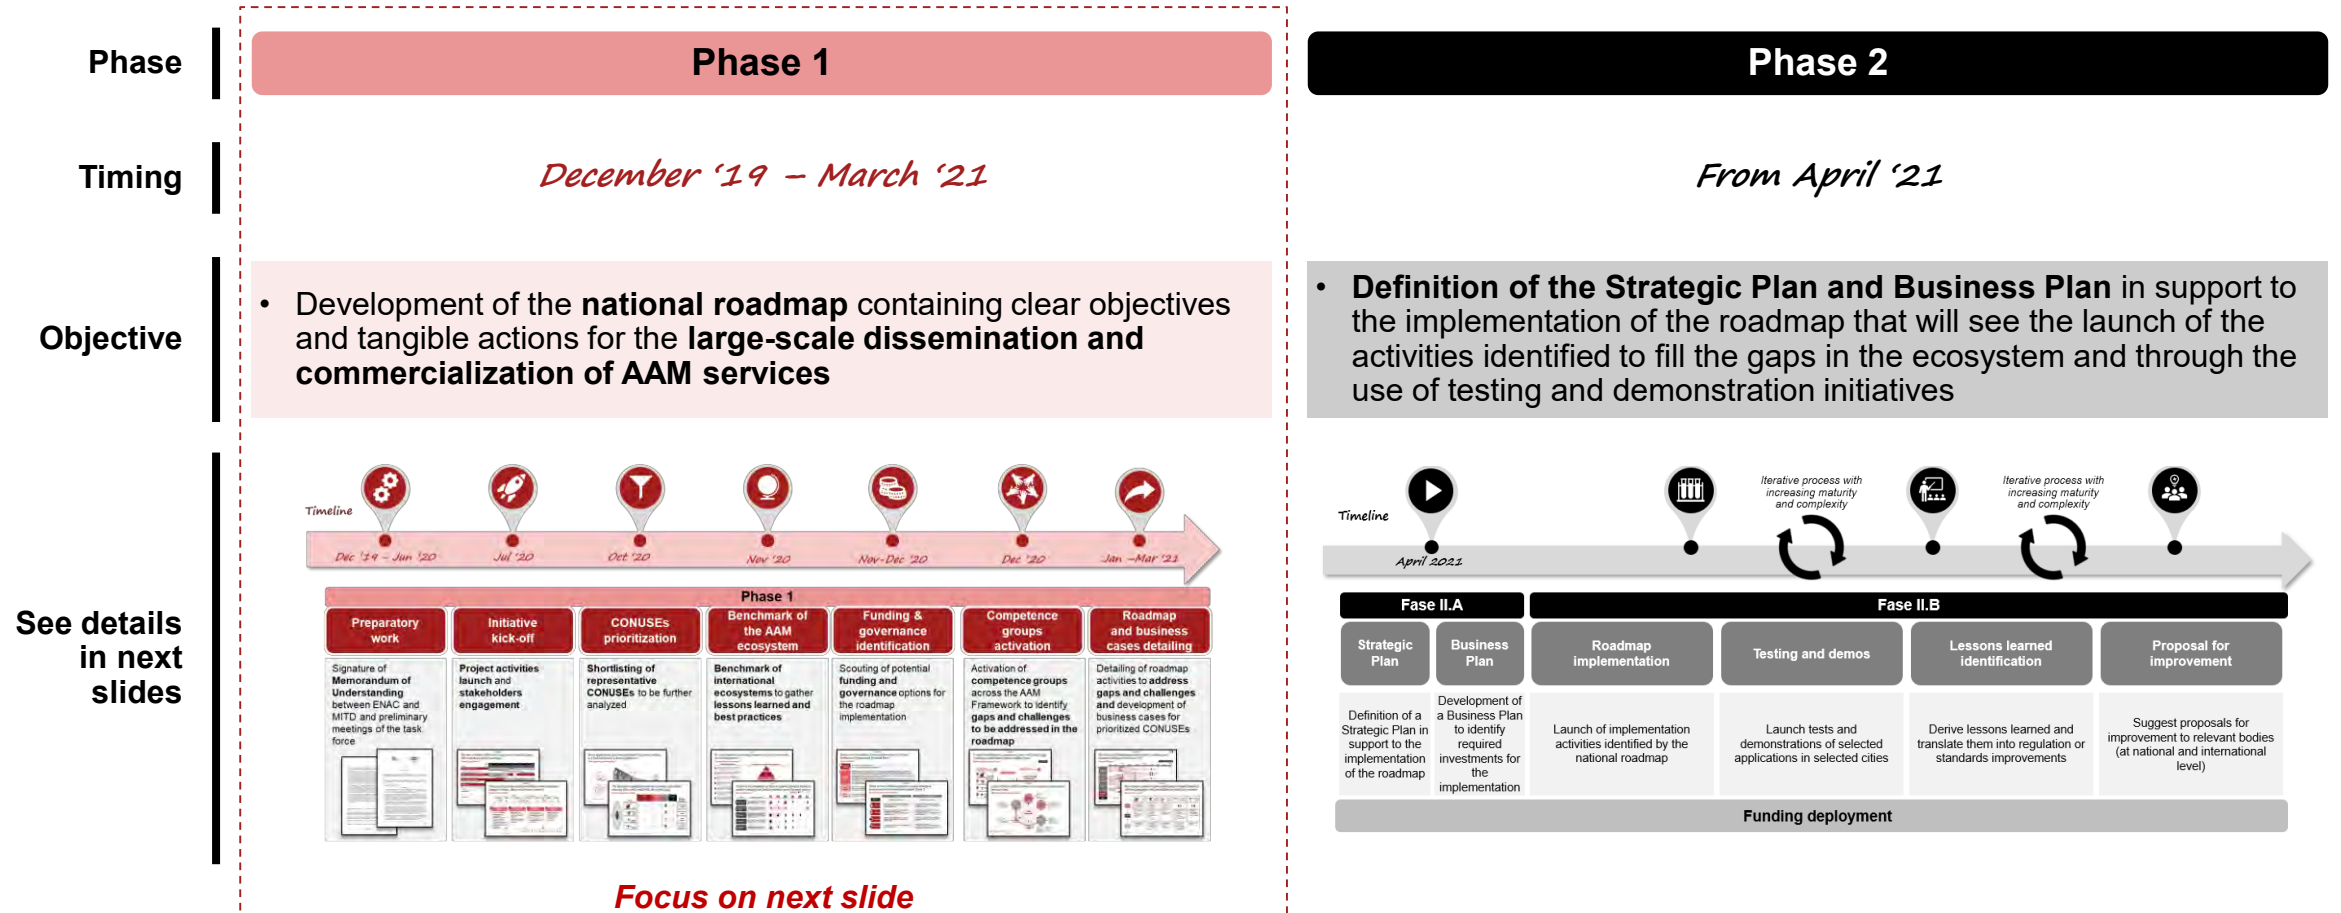 Phase
Phase 1
Phase 2
Timing
December ‘19 – March ‘21
From April ‘21
Objective
• Development of the national roadmap containing clear objectives
and tangible actions for the large-scale dissemination and
commercialization of AAM services
• Definition of the Strategic Plan and Business Plan in support to
the implementation of the roadmap that will see the launch of the
activities identified to fill the gaps in the ecosystem and through the
use of testing and demonstration initiatives
See details
in next
slides
Timeline
Dec '19 – Jun '20
Jul '20
Oct '20
Nov '20
Nov-Dec '20
Dec '20
Jan –Mar '21
Phase 1
Preparatory
work
Signature of
Memorandum of
Understanding
between ENAC and
MITD and preliminary
meetings of the task
force
Initiative
kick-off
Project activities
launch and
stakeholders
engagement
CONUSEs
prioritization
Shortlisting of
representative
CONUSEs to be further
analyzed
Benchmark of
the AAM
ecosystem
Benchmark of
international
ecosystems to gather
lessons learned and
best practices
Funding &
governance
identification
Scouting of potential
funding and
governance options for
the roadmap
implementation
Competence
groups
activation
Activation of
competence groups
across the AAM
Framework to identify
gaps and challenges
to be addressed in the
roadmap
Roadmap
and business
cases detailing
Detailing of roadmap
activities to address
gaps and challenges
and development of
business cases for
prioritized CONUSEs
Focus on next slide
Timeline
April 2021
Iterative process with
increasing maturity
and complexity
Iterative process with
increasing maturity
and complexity
Fase II.A
Fase II.B
Strategic
Plan
Definition of a
Strategic Plan in
support to the
implementation
of the roadmap
Business
Plan
Development of
a Business Plan
to identify
required
investments for
the
implementation
Roadmap
implementation
Launch of implementation
activities identified by the
national roadmap
Testing and demos
Launch tests and
demonstrations of selected
applications in selected cities
Lessons learned
identification
Derive lessons learned and
translate them into regulation or
standards improvements
Proposal for
improvement
Suggest proposals for
improvement to relevant bodies
(at national and international
level)
Funding deployment